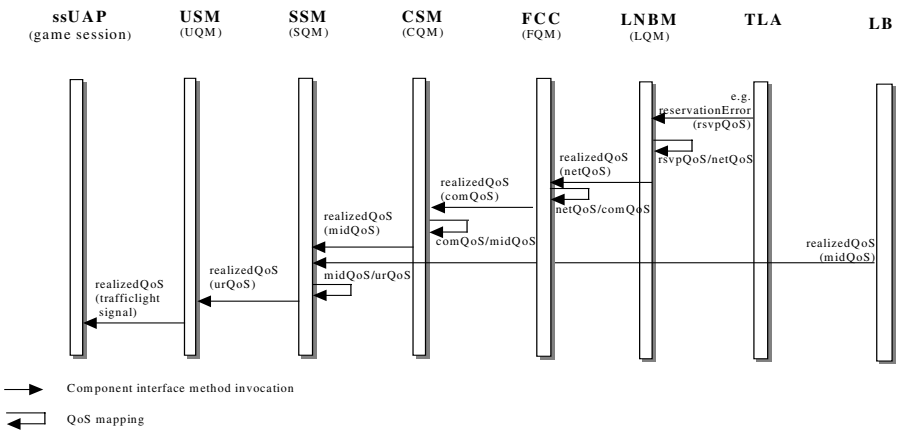 ssUAP
(game session)
USM
(UQM)
SSM
(SQM)
CSM
(CQM)
FCC
(FQM)
LNBM
(LQM)
TLA
LB
e.g.
reservationError
(rsvpQoS)
rsvpQoS/netQoS
realizedQoS
(netQoS)
netQoS/comQoS
realizedQoS
(comQoS)
comQoS/midQoS
realizedQoS
(midQoS)
realizedQoS
(midQoS)
midQoS/urQoS
realizedQoS
(urQoS)
realizedQoS
(trafficlight
signal)
Component interface method invocation
QoS mapping